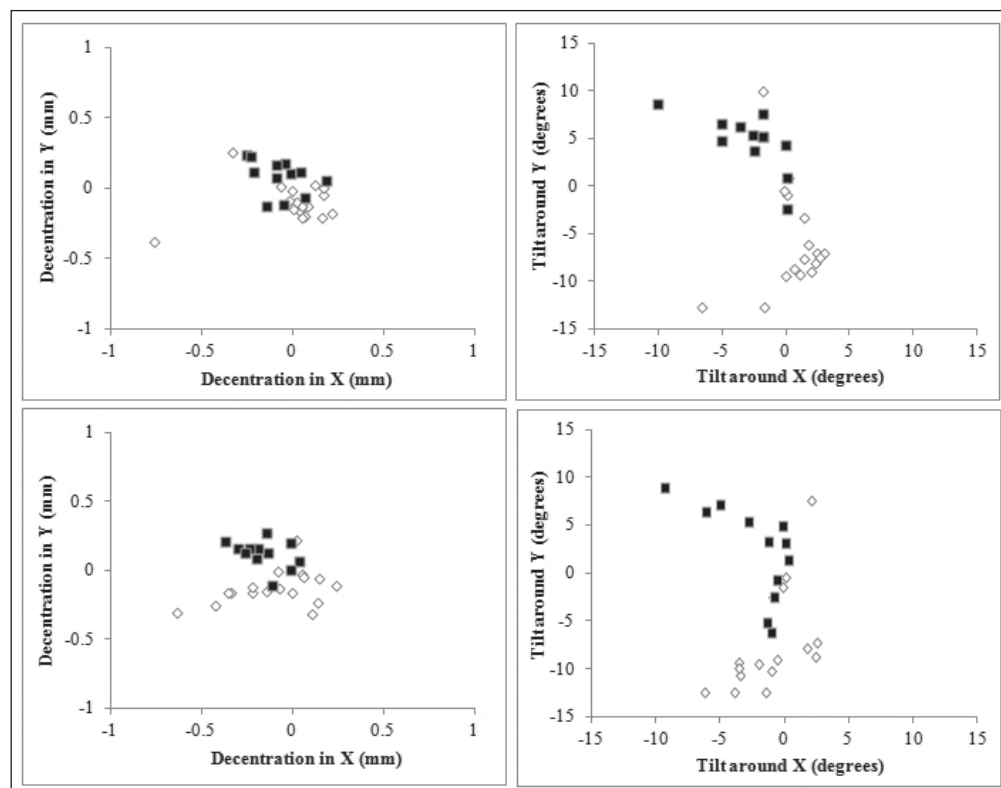 1
0.5
0
-0.5
-1
-1 -0.5 0 0.5 1
Decentration in Y (mm)
Decentration in X (mm)
15
10
5
0
-5
-10
-15
-15 -10 -5 0 5 10 15
Tilt around Y (degrees)
Tilt around X (degrees)
1
0.5
0
-0.5
-1
-1 -0.5 0 0.5 1
Decentration in Y (mm)
Decentration in X (mm)
15
10
5
0
-5
-10
-15
-15 -10 -5 0 5 10 15
Tilt around Y (degrees)
Tilt around X (degrees)